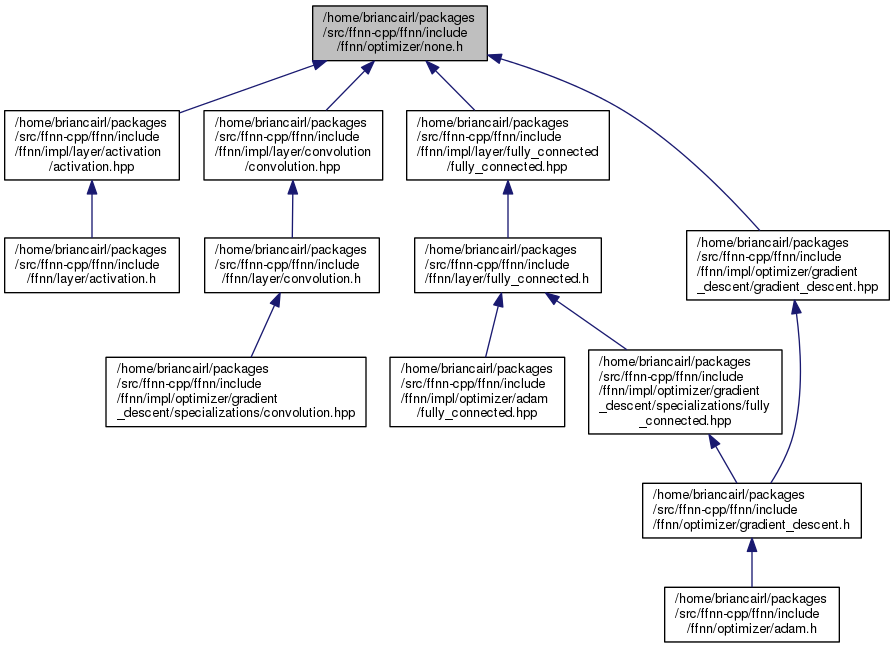 /home/briancairl/packages
/src/ffnn-cpp/ffnn/include
/ffnn/optimizer/none.h
/home/briancairl/packages
/src/ffnn-cpp/ffnn/include
/ffnn/impl/layer/activation
/activation.hpp
/home/briancairl/packages
/src/ffnn-cpp/ffnn/include
/ffnn/impl/layer/convolution
/convolution.hpp
/home/briancairl/packages
/src/ffnn-cpp/ffnn/include
/ffnn/impl/layer/fully_connected
/fully_connected.hpp
/home/briancairl/packages
/src/ffnn-cpp/ffnn/include
/ffnn/impl/optimizer/gradient
_descent/gradient_descent.hpp
/home/briancairl/packages
/src/ffnn-cpp/ffnn/include
/ffnn/layer/activation.h
/home/briancairl/packages
/src/ffnn-cpp/ffnn/include
/ffnn/layer/convolution.h
/home/briancairl/packages
/src/ffnn-cpp/ffnn/include
/ffnn/layer/fully_connected.h
/home/briancairl/packages
/src/ffnn-cpp/ffnn/include
/ffnn/impl/optimizer/gradient
_descent/specializations/convolution.hpp
/home/briancairl/packages
/src/ffnn-cpp/ffnn/include
/ffnn/impl/optimizer/adam
/fully_connected.hpp
/home/briancairl/packages
/src/ffnn-cpp/ffnn/include
/ffnn/impl/optimizer/gradient
_descent/specializations/fully
_connected.hpp
/home/briancairl/packages
/src/ffnn-cpp/ffnn/include
/ffnn/optimizer/gradient_descent.h
/home/briancairl/packages
/src/ffnn-cpp/ffnn/include
/ffnn/optimizer/adam.h